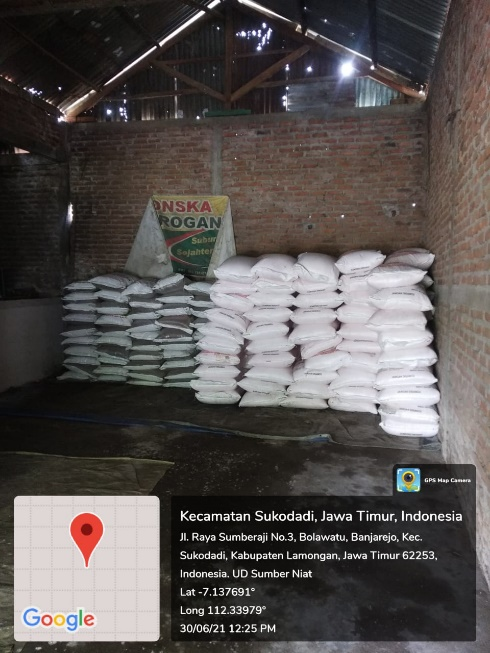 ONSKA
ROGAN
Suhur
Sejahter
GPS Map Camera
Kecamatan Sukodadi, Jawa Timur, Indonesia
Jl. Raya Sumberaji No.3, Bolawatu, Banjarejo, Kec.
Sukodadi, Kabupaten Lamongan, Jawa Timur 62253,
Indonesia. UD Sumber Niat
Lat -7.137691°
Long 112.33979°
30/06/21 12:25 PM
Google